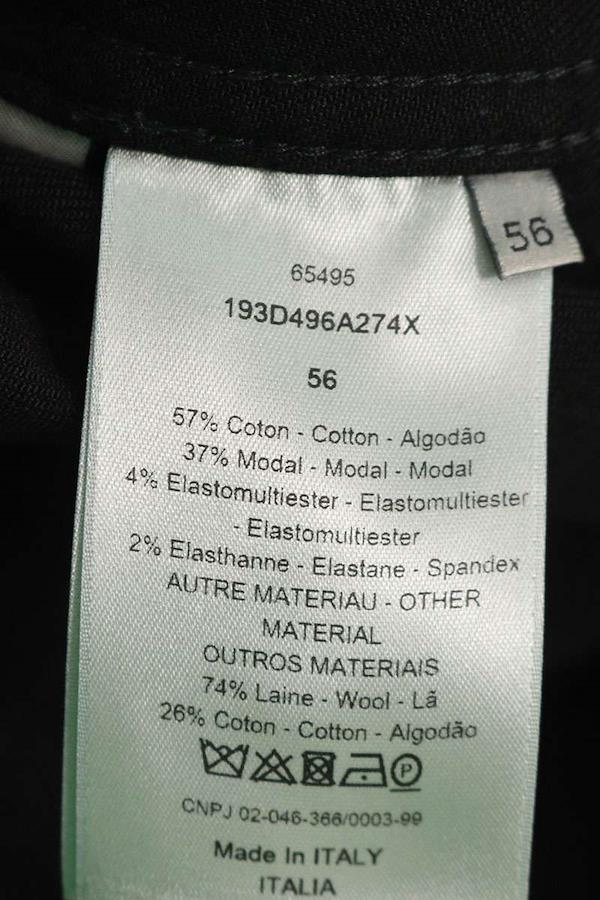 56
65495
193D496A274X
56
57% Coton - Cotton - Algodão
37% Modal - Modal - Modal
4% Elastomultiester - Elastomultiester
- Elastomultiester
2% Elasthanne - Elastane - Spandex
AUTRE MATERIAU - OTHER
MATERIAL
OUTROS MATERIAIS
74% Laine - Wool - Lã
26% Coton - Cotton - Algodão
P
CNPJ 02-046-366/0003-99
Made In ITALY
ITALIA